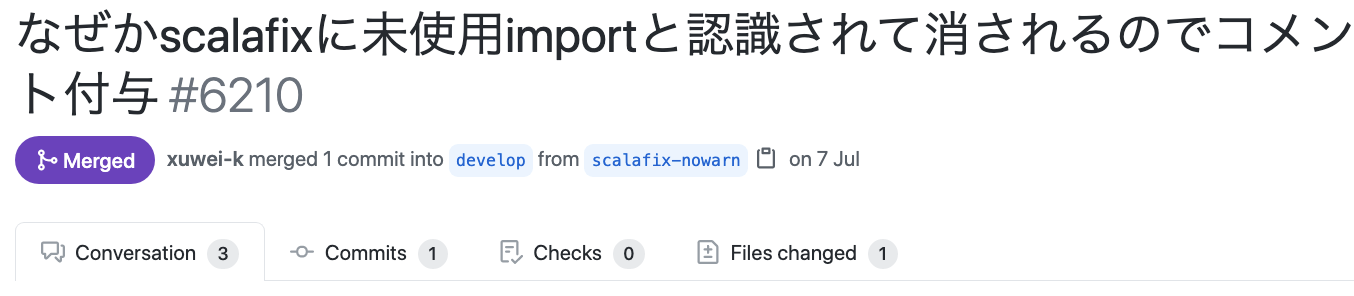 なぜかscalafixに未使用importと認識されて消されるのでコメン
ト付与 #6210
Merged xuwei-k merged 1 commit into develop from scalafix-nowarn on 7 Jul
Conversation 3 Commits 1 Checks 0 Files changed 1